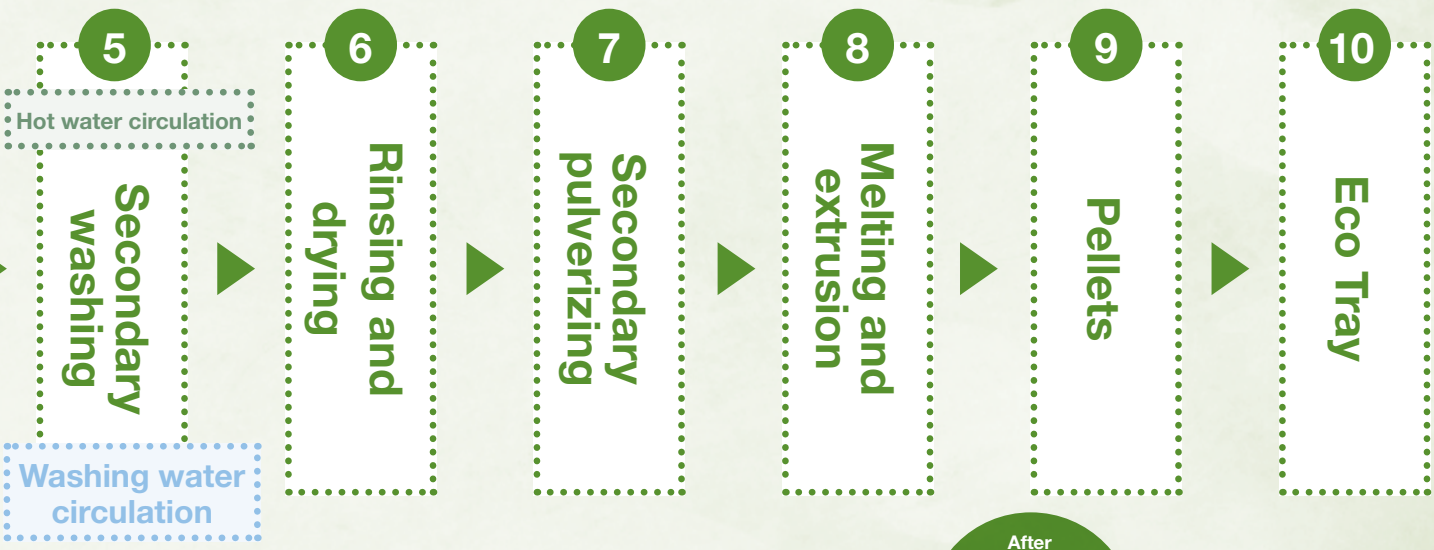 5
Hot water circulation
Secondary
washing
Washing water
circulation
6
Rinsing and
drying
7
Secondary
pulverizing
8
Melting and
extrusion
9
Pellets
10
Eco Tray
After